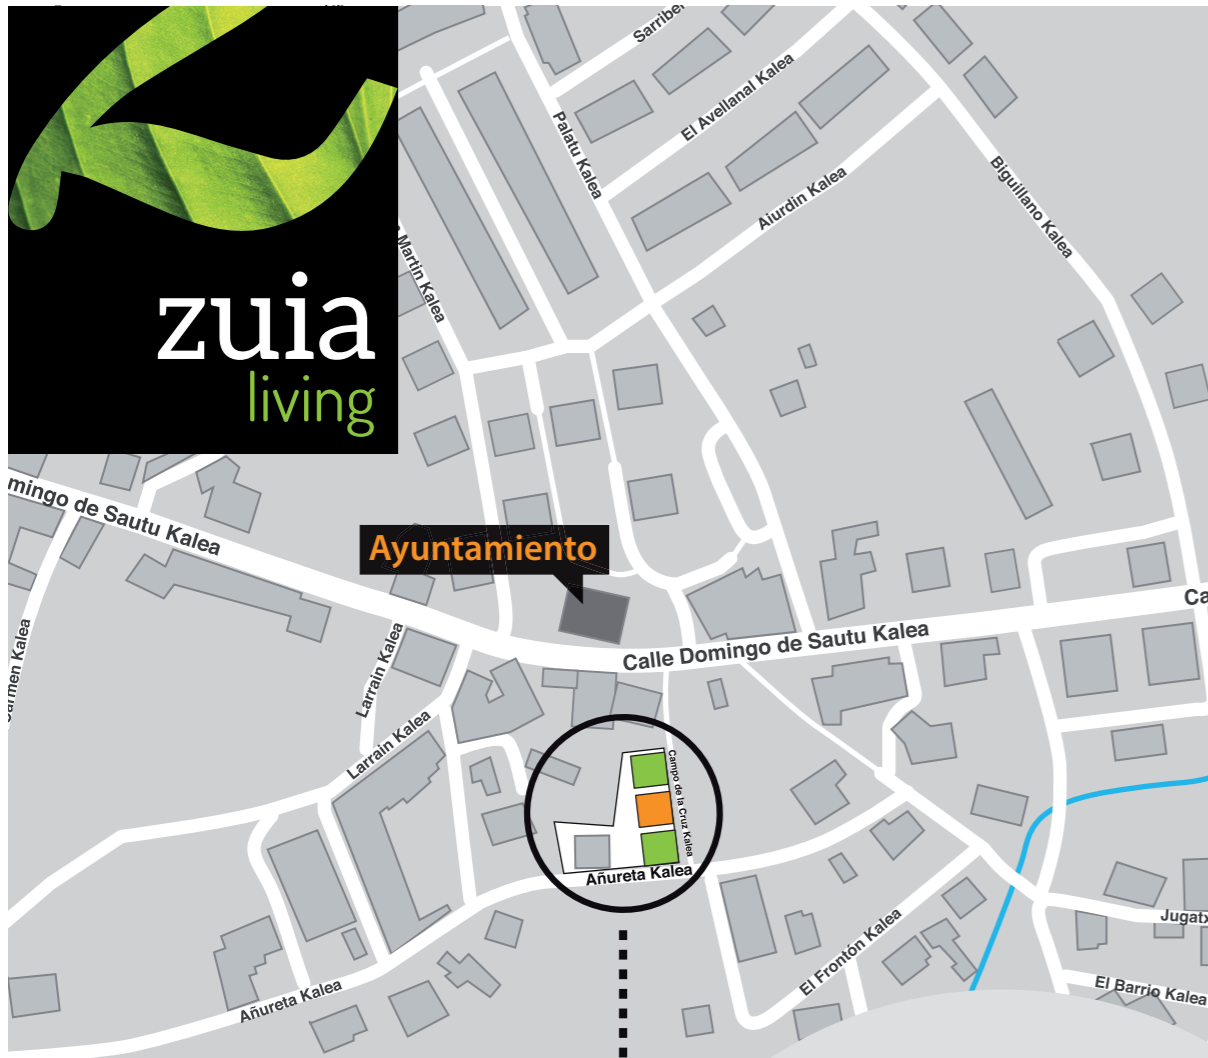 zuia
living
Sarriber
El Avellanal Kalea
Palatu Kalea
Aiurdin Kalea
Biguillano Kalea
Martin Kalea
mingo de Sautu Kalea
Ayuntamiento
Ca
Calle Domingo de Sautu Kalea
armen Kalea
Larrain Kalea
Larrain Kalea
Campo de la Cruz Kalea
Añureta Kalea
El Frontón Kalea
Jugatx
El Barrio Kalea
Añureta Kalea